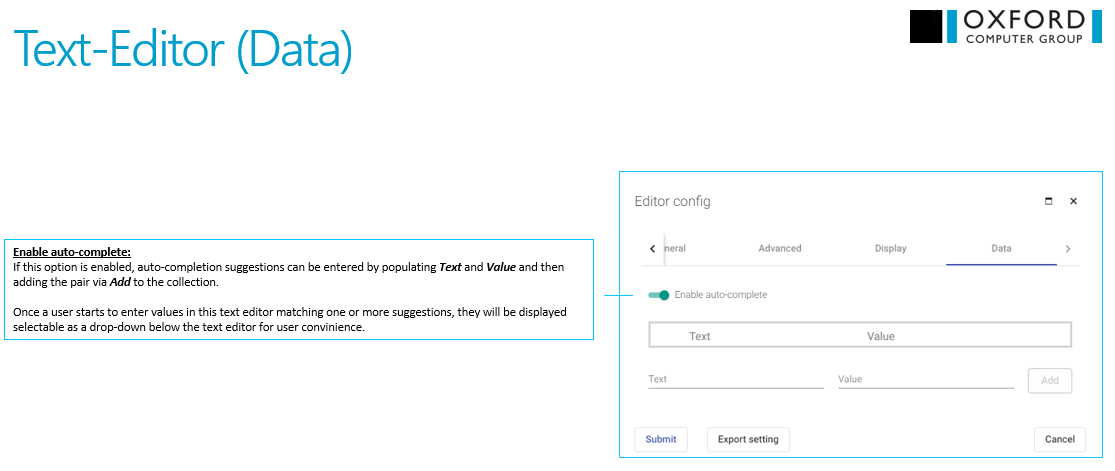 Text-Editor (Data)
OXFORD
COMPUTER GROUP
Enable auto-complete:
If this option is enabled, auto-completion suggestions can be entered by populating Text and Value and then
adding the pair via Add to the collection.
Once a user starts to enter values in this text editor matching one or more suggestions, they will be displayed
selectable as a drop-down below the text editor for user convinience.
Editor config
neral Advanced Display Data
Enable auto-complete
Text Value
Text Value Add
Submit Export setting Cancel